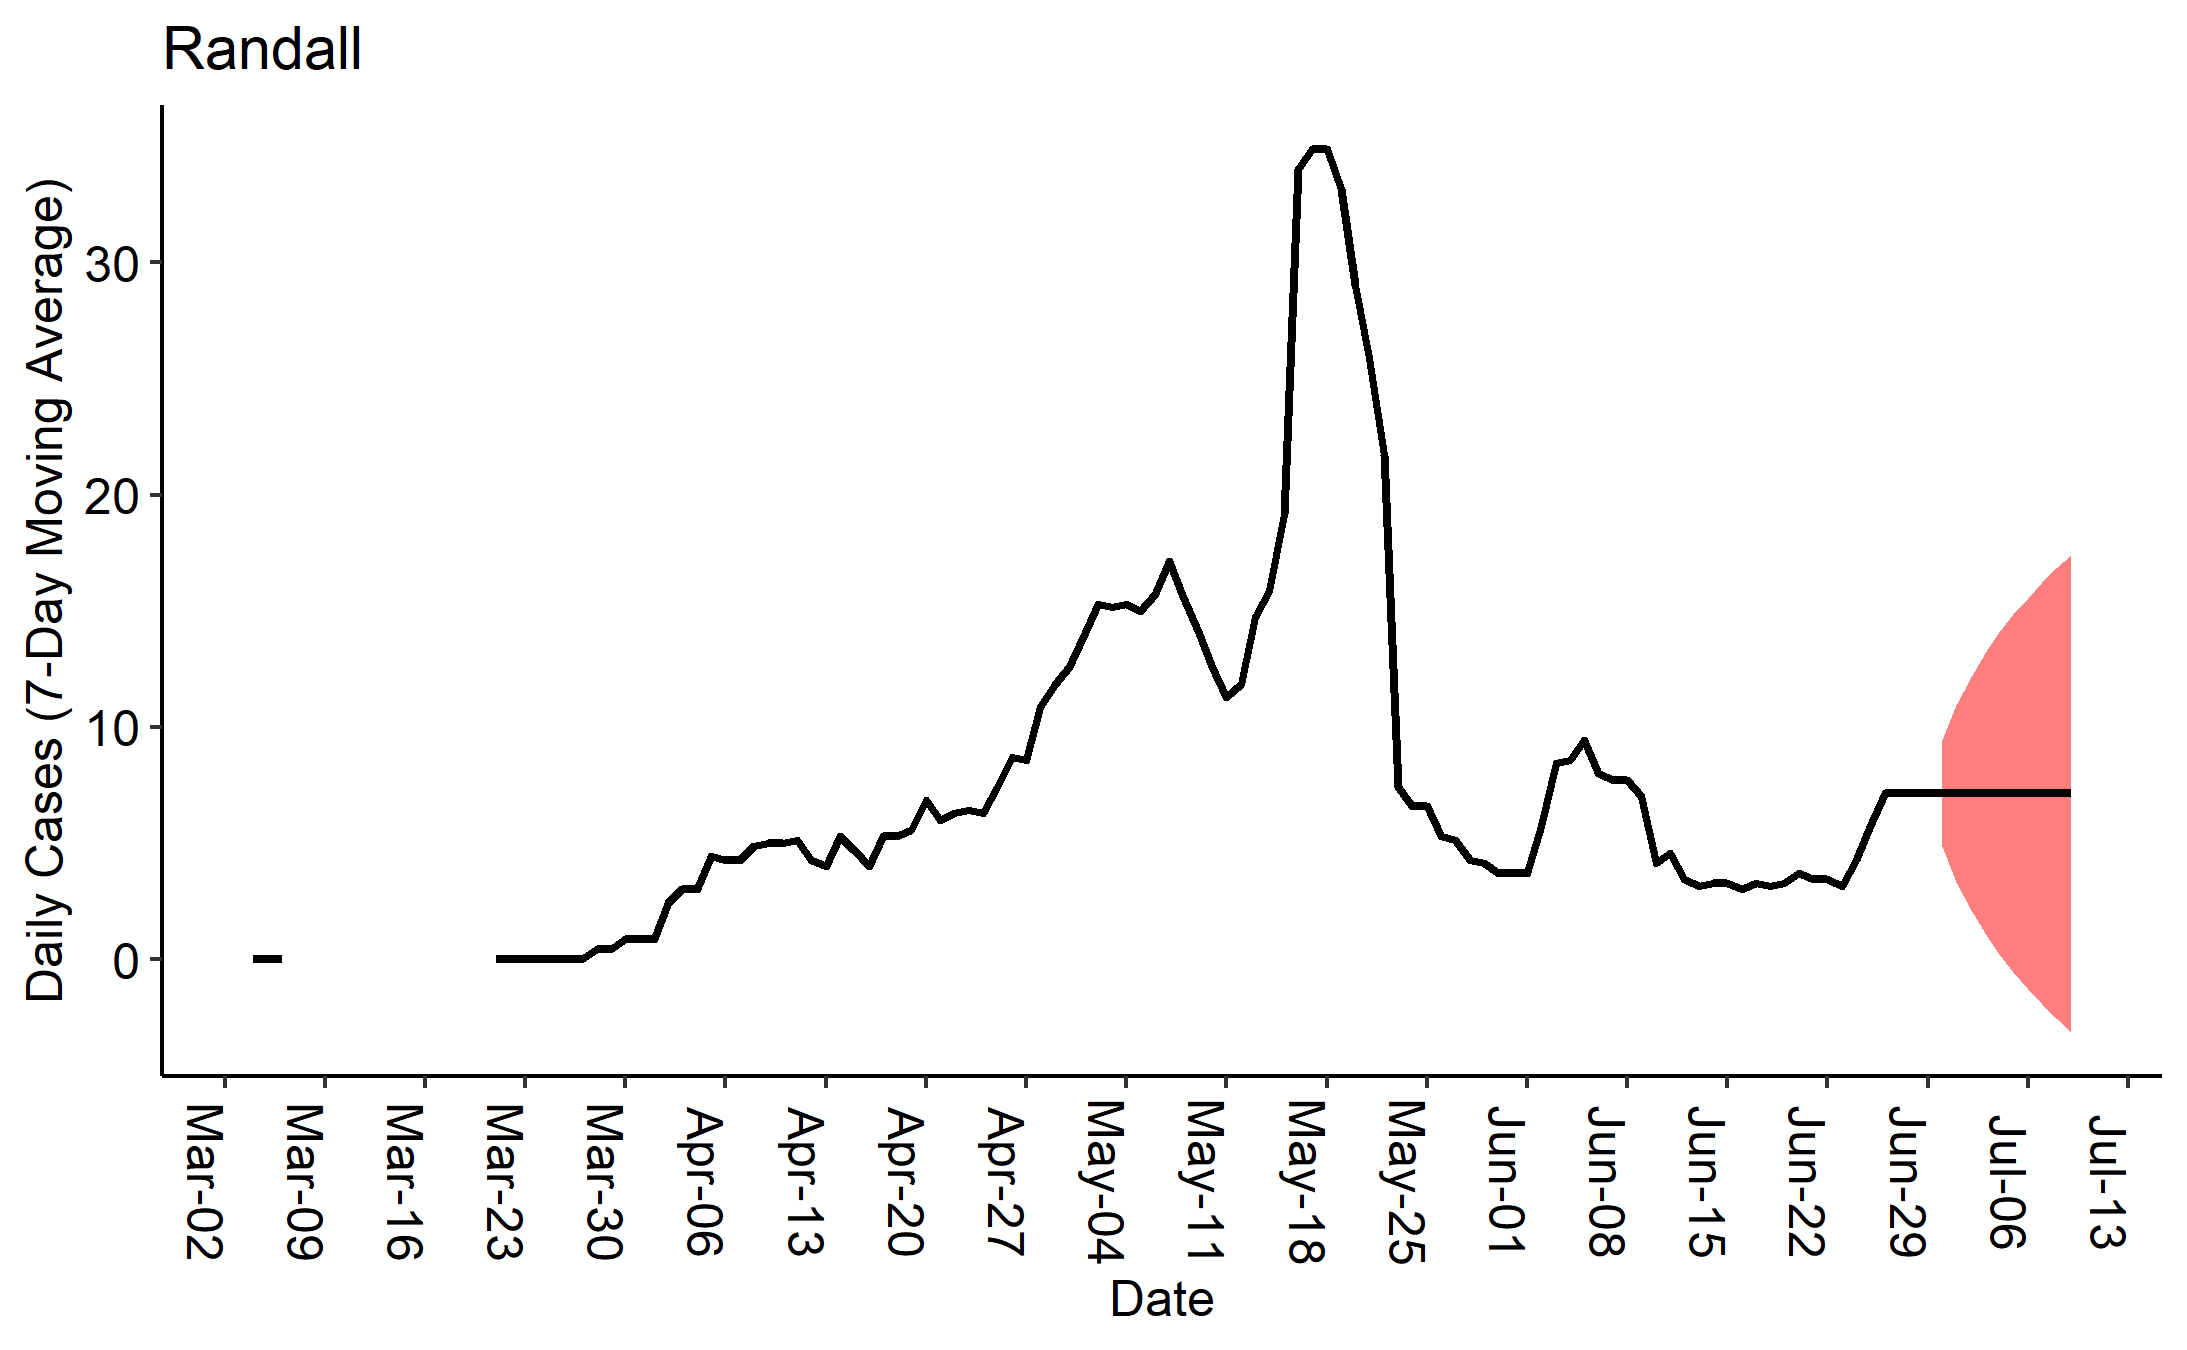 Randall
Daily Cases (7-Day Moving Average)
30
20
10
0
Mar-02
Mar-09
Mar-16
Mar-23
Mar-30
Apr-06
Apr-13
Apr-20
Apr-27
May-04
May-11
May-18
May-25
Jun-01
Jun-08
Jun-15
Jun-22
Jun-29
Jul-06
Jul-13
Date